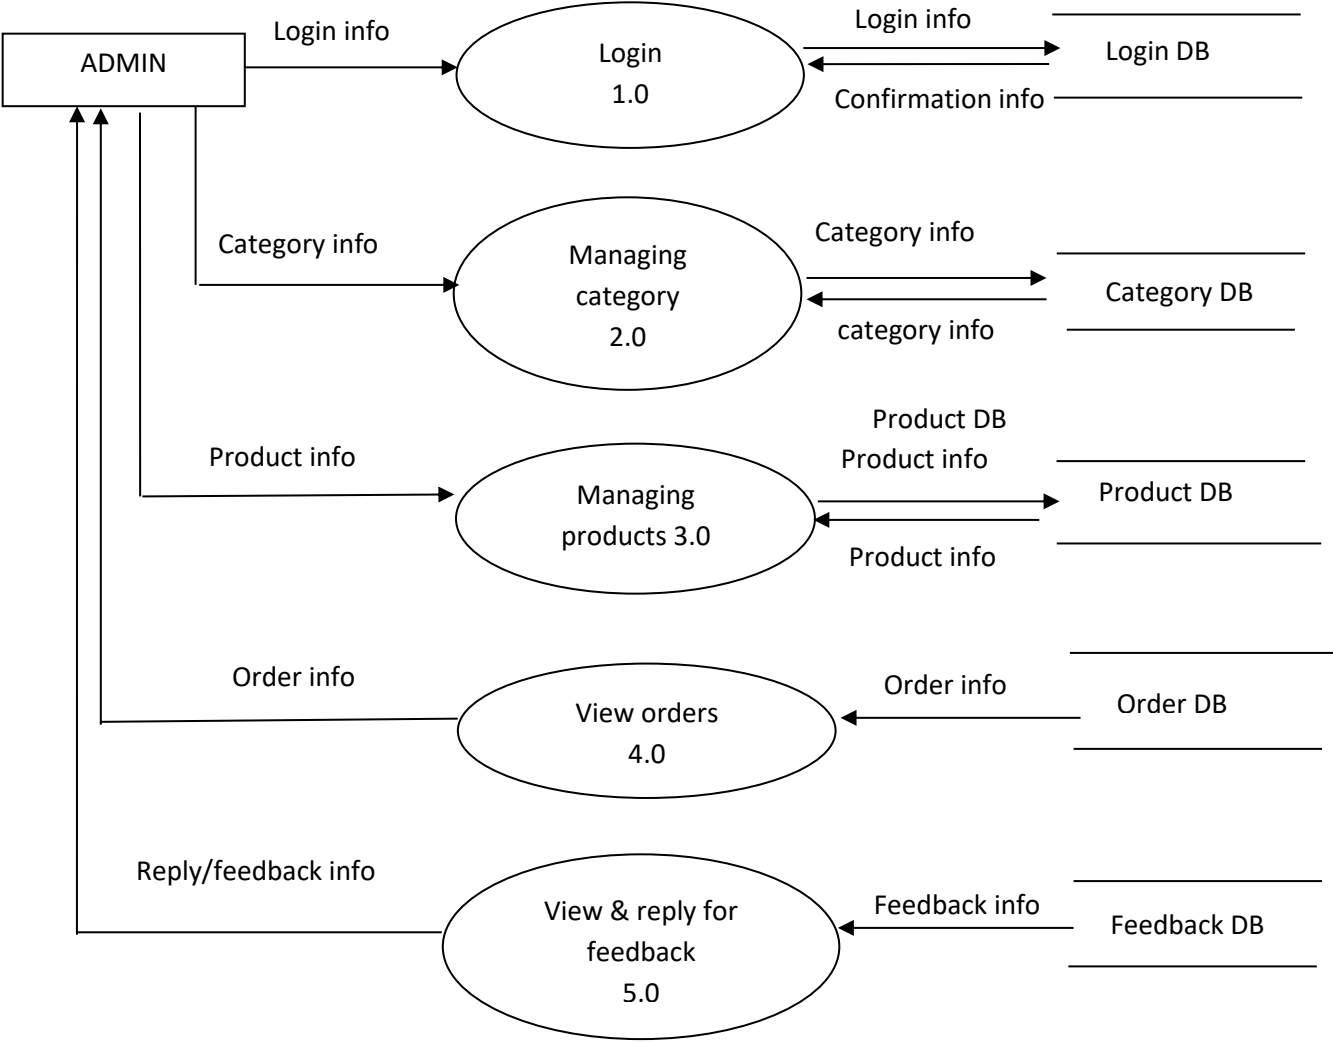 ADMIN
Login info
Login
1.0
Login info
Confirmation info
Login DB
Category info
Managing
category
2.0
Category info
category info
Category DB
Product info
Managing
products 3.0
Product DB
Product info
Product info
Product DB
Order info
View orders
4.0
Order info
Order DB
Reply/feedback info
View & reply for
feedback
5.0
Feedback info
Feedback DB